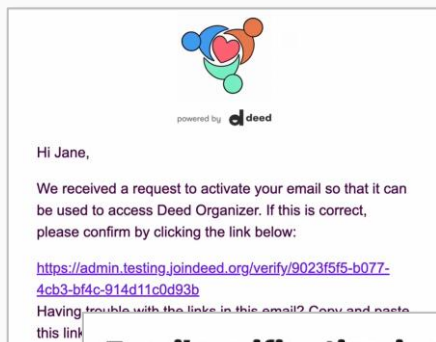 powered by deed
Hi Jane,
We received a request to activate your email so that it can
be used to access Deed Organizer. If this is correct,
please confirm by clicking the link below:
https://admin.testing.joindeed.org/verify/9023f5f5-b077-
4cb3-bf4c-914d11c0d93b
Having trouble with the links in this email? Copy and paste
this link